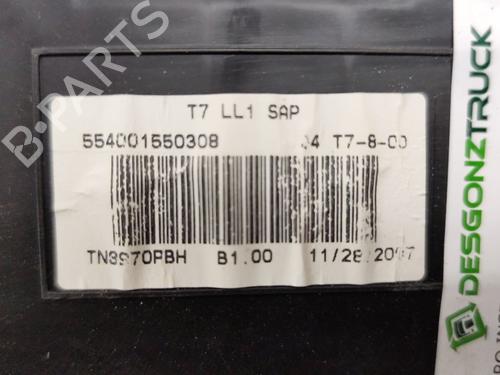 T7 LL1 SAP
554001550308 04 T7-8-00
TN3970PBH B1.00 11/28/2007
DESGONZTRUCK
B-PARTS